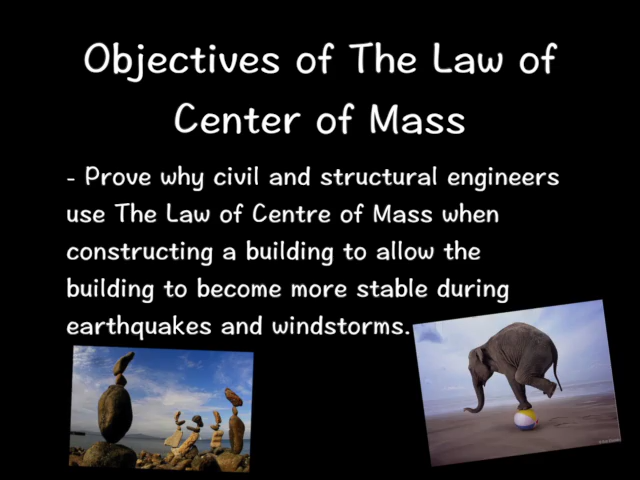 Objectives of The Law of
Center of Mass
- Prove why civil and structural engineers
use The Law of Centre of Mass when
constructing a building to allow the
building to become more stable during
earthquakes and windstorms.